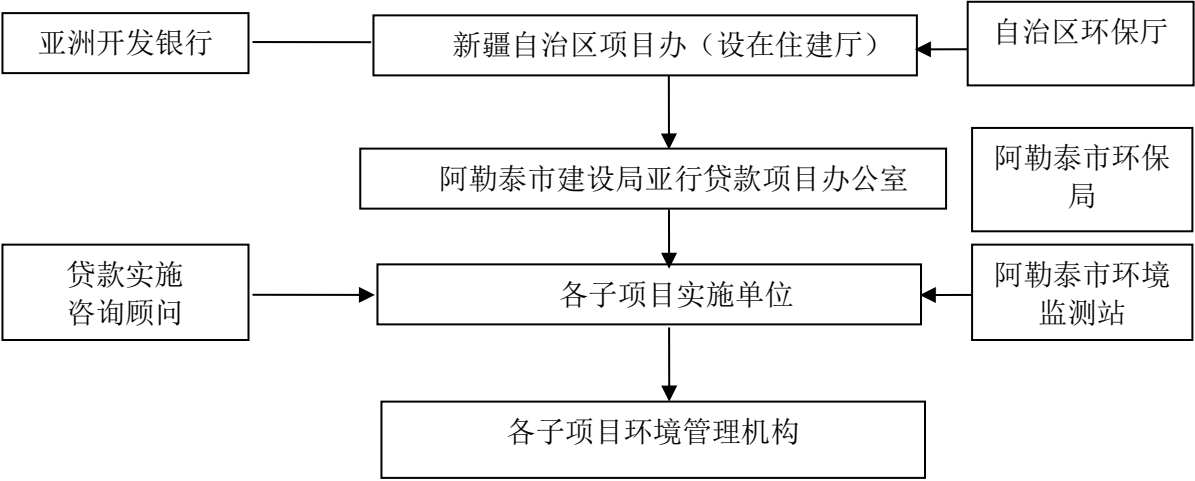 亚洲开发银行
新疆自治区项目办（设在住建厅）
自治区环保厅
阿勒泰市建设局亚行贷款项目办公室
阿勒泰市环保
局
贷款实施
咨询顾问
各子项目实施单位
阿勒泰市环境
监测站
各子项目环境管理机构